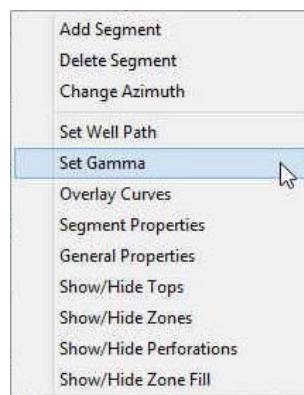 Add Segment
Delete Segment
Change Azimuth
Set Well Path
Set Gamma
Overlay Curves
Segment Properties
General Properties
Show/Hide Tops
Show/Hide Zones
Show/Hide Perforations
Show/Hide Zone Fill